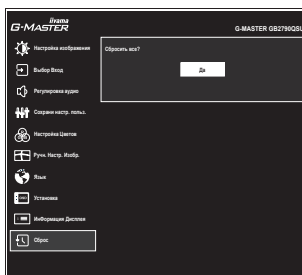 iiyama
G-MASTER
G-MASTER GB2790QSU
Настройка изображения
Сбросить все?
Да
Выбор Вход
Регулировка аудио
Сохрани настр. польз.
Настройка Цветов
Ручн. Настр. Изобр.
Язык
Установка
Информация Дисплея
Сброс